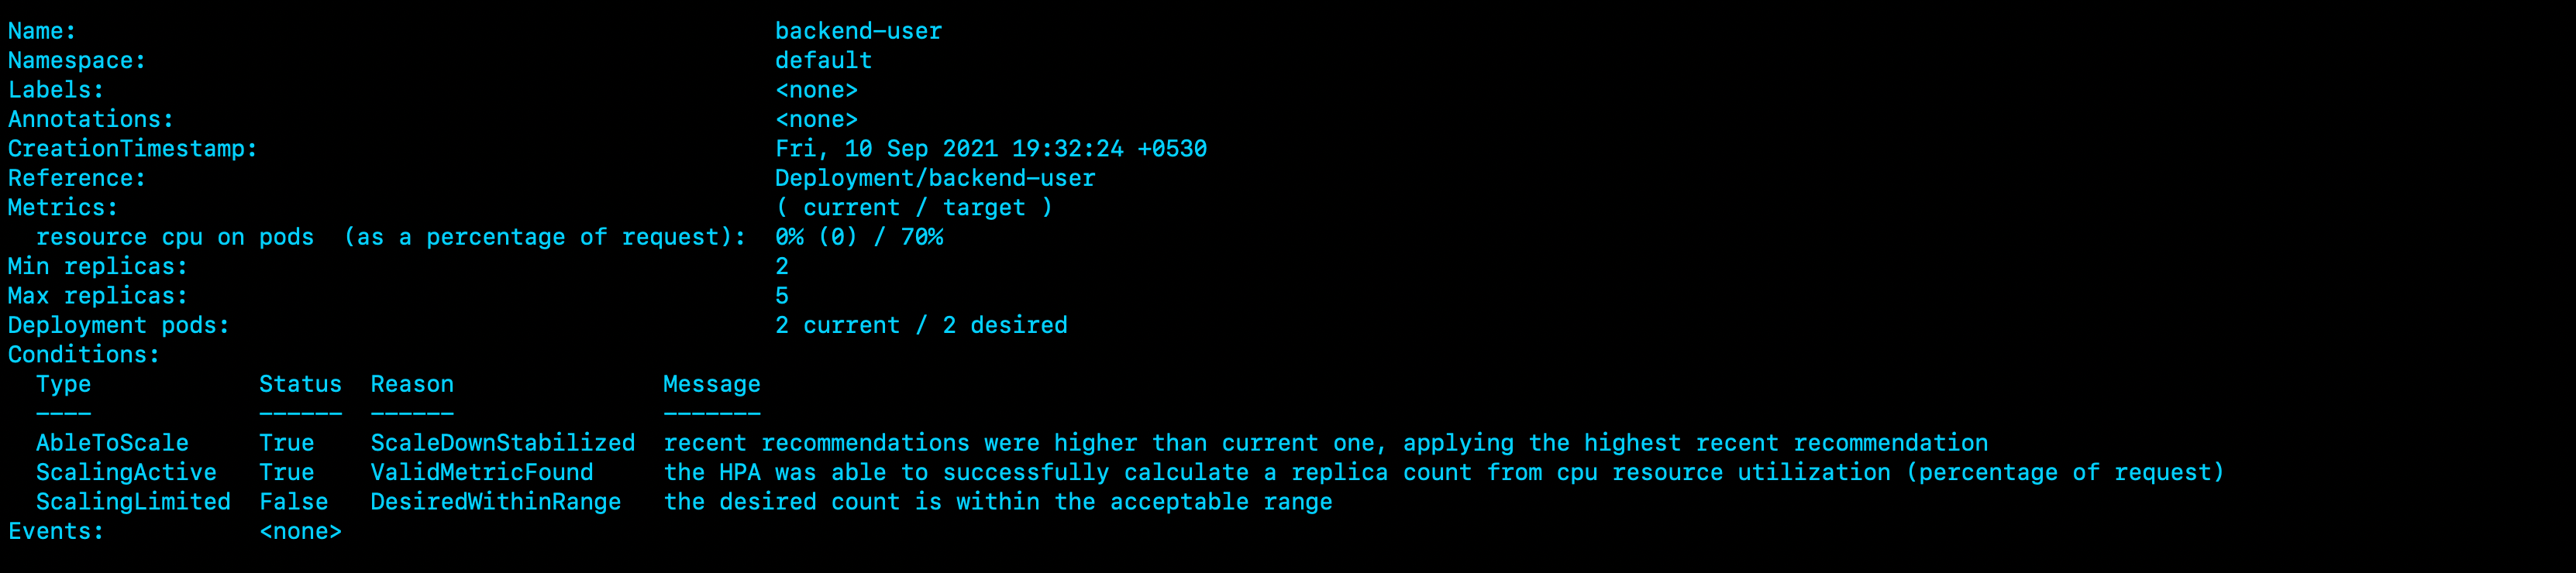 Name: backend-user
Namespace: default
Labels: <none>
Annotations: <none>
CreationTimestamp: Fri, 10 Sep 2021 19:32:24 +0530
Reference: Deployment/backend-user
Metrics: ( current / target )
  resource cpu on pods  (as a percentage of request):  0% (0) / 70%
Min replicas: 2
Max replicas: 5
Deployment pods: 2 current / 2 desired
Conditions:
  Type            Status  Reason               Message
  ----            ------  ------               -------
  AbleToScale     True    ScaleDownStabilized  recent recommendations were higher than current one, applying the highest recent recommendation
  ScalingActive   True    ValidMetricFound     the HPA was able to successfully calculate a replica count from cpu resource utilization (percentage of request)
  ScalingLimited  False   DesiredWithinRange   the desired count is within the acceptable range
Events:           <none>